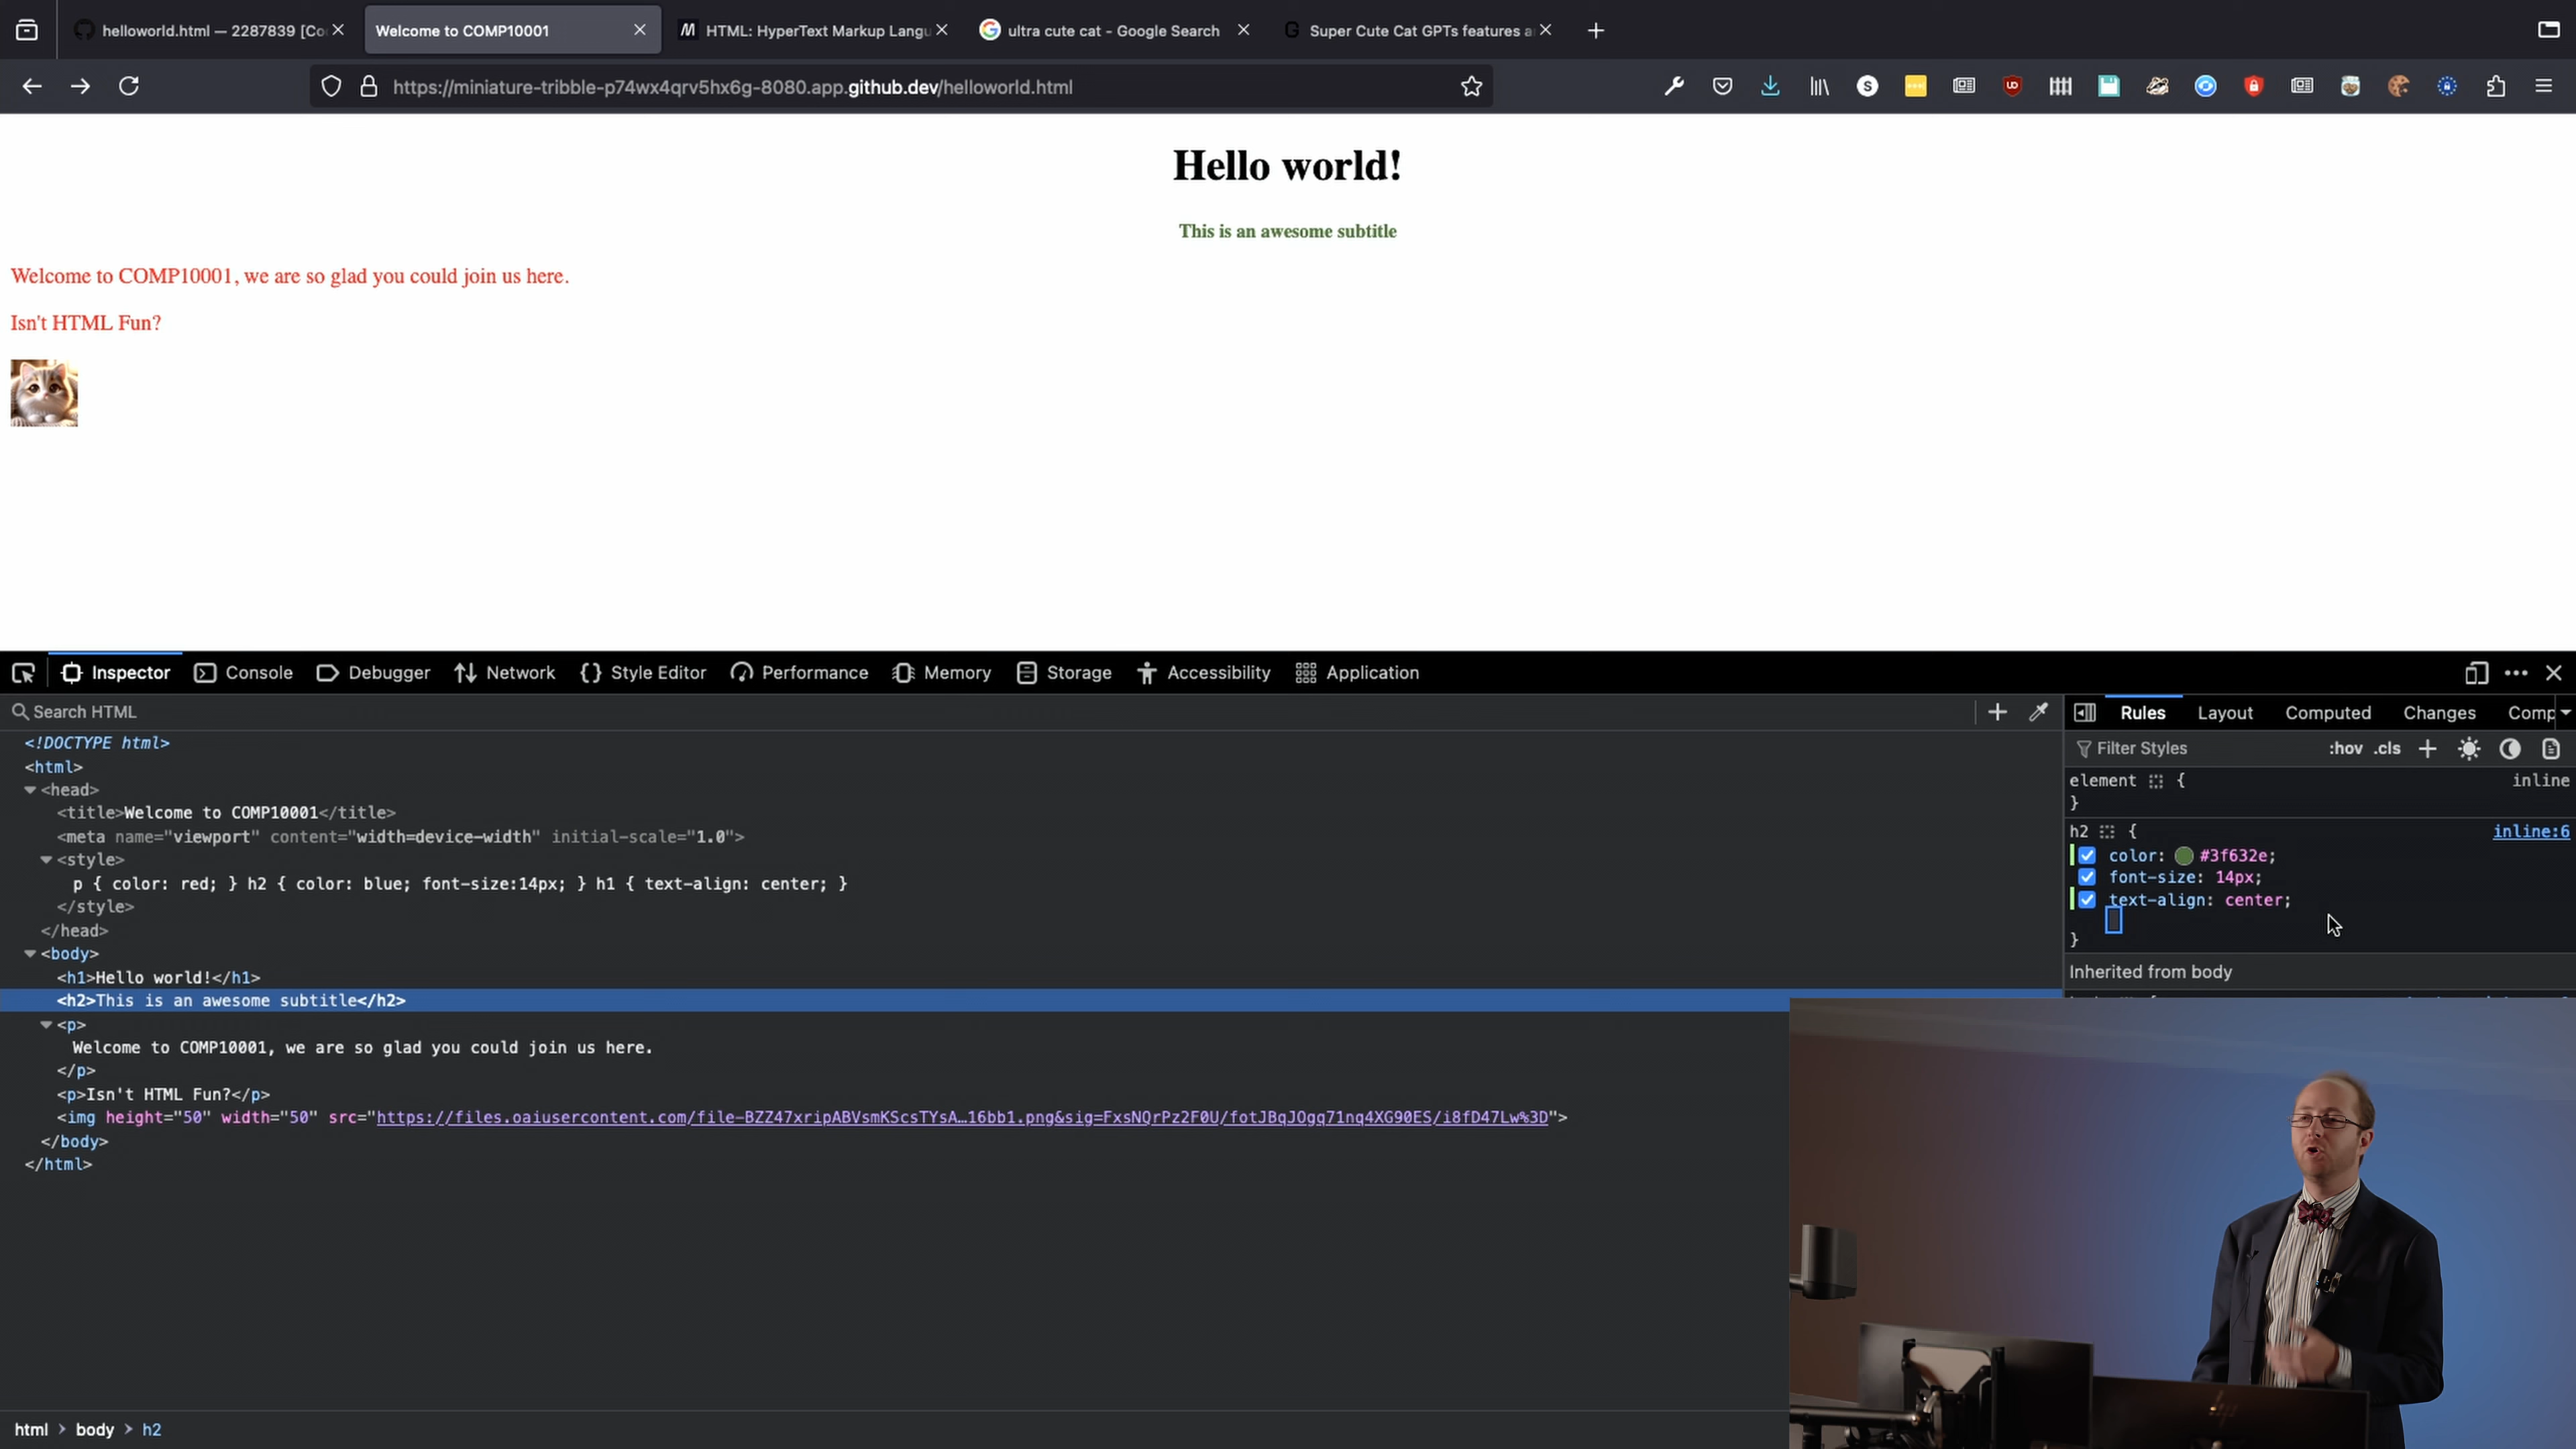 helloworld.html — 2287839 [Co
Welcome to COMP10001
HTML: HyperText Markup Langu
ultra cute cat - Google Search
Super Cute Cat GPTs features a
https://miniature-tribble-p74wx4qrv5hx6g-8080.app.github.dev/helloworld.html
Hello world!
This is an awesome subtitle
Welcome to COMP10001, we are so glad you could join us here.
Isn't HTML Fun?
Inspector
Console
Debugger
Network
Style Editor
Performance
Memory
Storage
Accessibility
Application
Search HTML
<!DOCTYPE html>
<html>
<head>
<title>Welcome to COMP10001</title>
<meta name="viewport" content="width=device-width" initial-scale="1.0">
<style>
p { color: red; } h2 { color: blue; font-size:14px; } h1 { text-align: center; }
</style>
</head>
<body>
<h1>Hello world!</h1>
<h2>This is an awesome subtitle</h2>
<p>
Welcome to COMP10001, we are so glad you could join us here.
</p>
<p>Isn't HTML Fun?</p>
<img height="50" width="50" src="https://files.oaiusercontent.com/file-BZZ47xripABVsmKScsTYsA…16bb1.png&sig=FxsNQrPz2F0U/fotJBqJOgq71nq4XG90ES/i8fD47Lw%3D">
</body>
</html>
html > body > h2
Rules
Layout
Computed
Changes
Comp
Filter Styles
:hov .cls
element {
inline
}
h2 {
inline:6
color: #3f632e;
font-size: 14px;
text-align: center;
}
Inherited from body